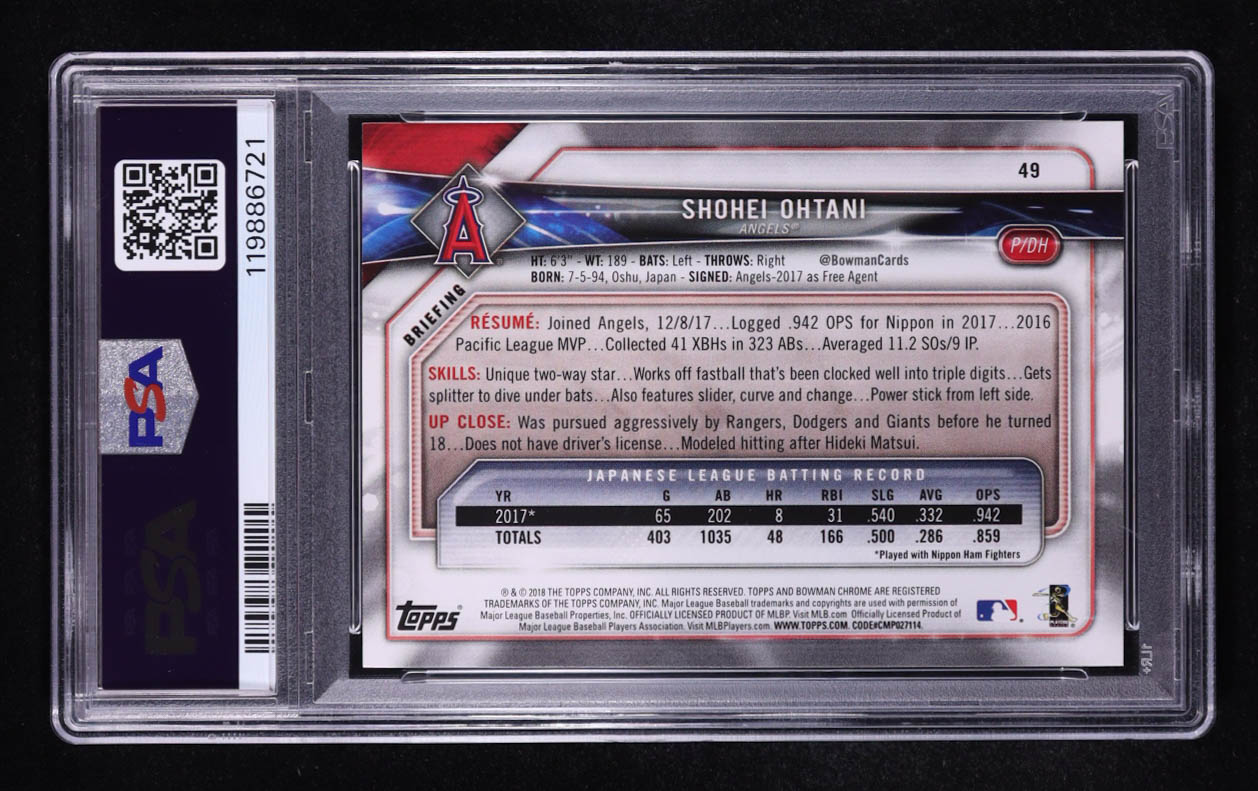 119886721
PSA
PSA
PSA
1LR+
49
A
SHOHEI OHTANI
ANGELS®
P/DH
HT: 6'3" - WT: 189 - BATS: Left - THROWS: Right @BowmanCards
BORN: 7-5-94, Oshu, Japan - SIGNED: Angels-2017 as Free Agent
BRIEFING
RÉSUMÉ: Joined Angels, 12/8/17...Logged .942 OPS for Nippon in 2017...2016
Pacific League MVP...Collected 41 XBHs in 323 ABs...Averaged 11.2 SOs/9 IP.
SKILLS: Unique two-way star...Works off fastball that's been clocked well into triple digits...Gets
splitter to dive under bats...Also features slider, curve and change...Power stick from left side.
UP CLOSE: Was pursued aggressively by Rangers, Dodgers and Giants before he turned
18...Does not have driver's license...Modeled hitting after Hideki Matsui.
JAPANESE LEAGUE BATTING RECORD
YR G AB HR RBI SLG AVG OPS
2017* 65 202 8 31 .540 .332 .942
TOTALS 403 1035 48 166 .500 .286 .859
*Played with Nippon Ham Fighters
® & © 2018 THE TOPPS COMPANY, INC. ALL RIGHTS RESERVED. TOPPS AND BOWMAN CHROME ARE REGISTERED
TRADEMARKS OF THE TOPPS COMPANY, INC. Major League Baseball trademarks and copyrights are used with permission of
Major League Baseball Properties, Inc. OFFICIALLY LICENSED PRODUCT OF MLBP. Visit MLB.com Officially Licensed Product of
Major League Baseball Players Association. Visit MLBPlayers.com WWW.TOPPS.COM. CODE#CMP027114.
Topps®
PLAYERS